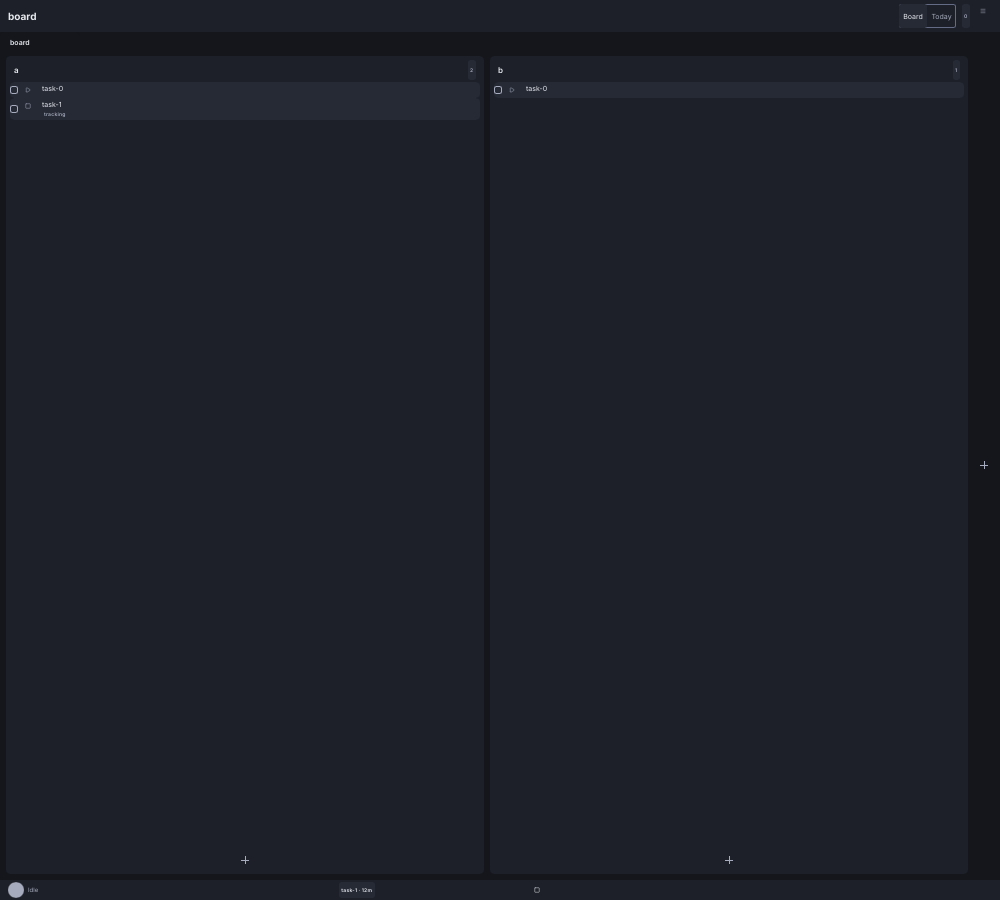 board
Board
Today
0
board
a
2
task-0
task-1
tracking
b
1
task-0
Idle
task-1 · 12m